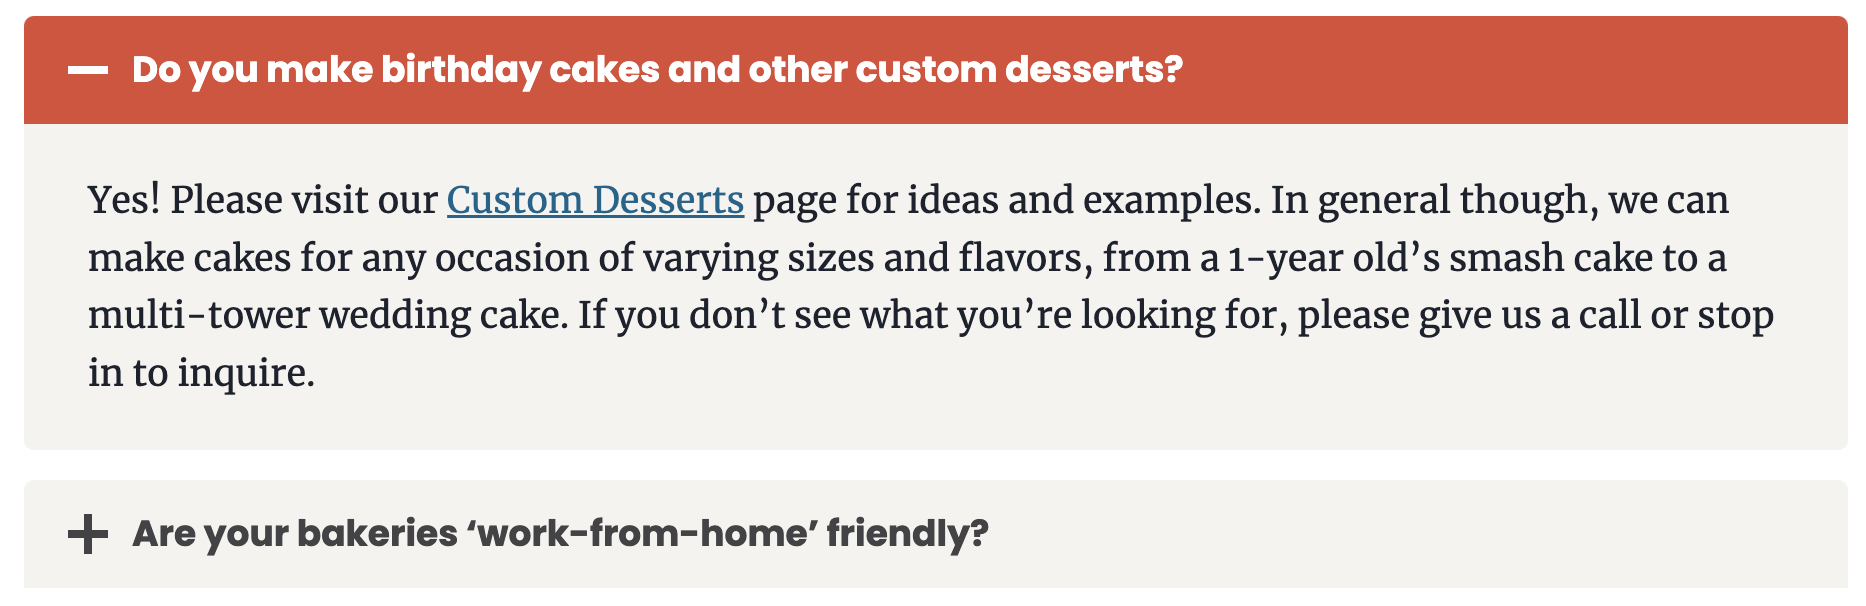 Do you make birthday cakes and other custom desserts?
Yes! Please visit our Custom Desserts page for ideas and examples. In general though, we can
make cakes for any occasion of varying sizes and flavors, from a 1-year old’s smash cake to a
multi-tower wedding cake. If you don’t see what you’re looking for, please give us a call or stop
in to inquire.
Are your bakeries ‘work-from-home’ friendly?